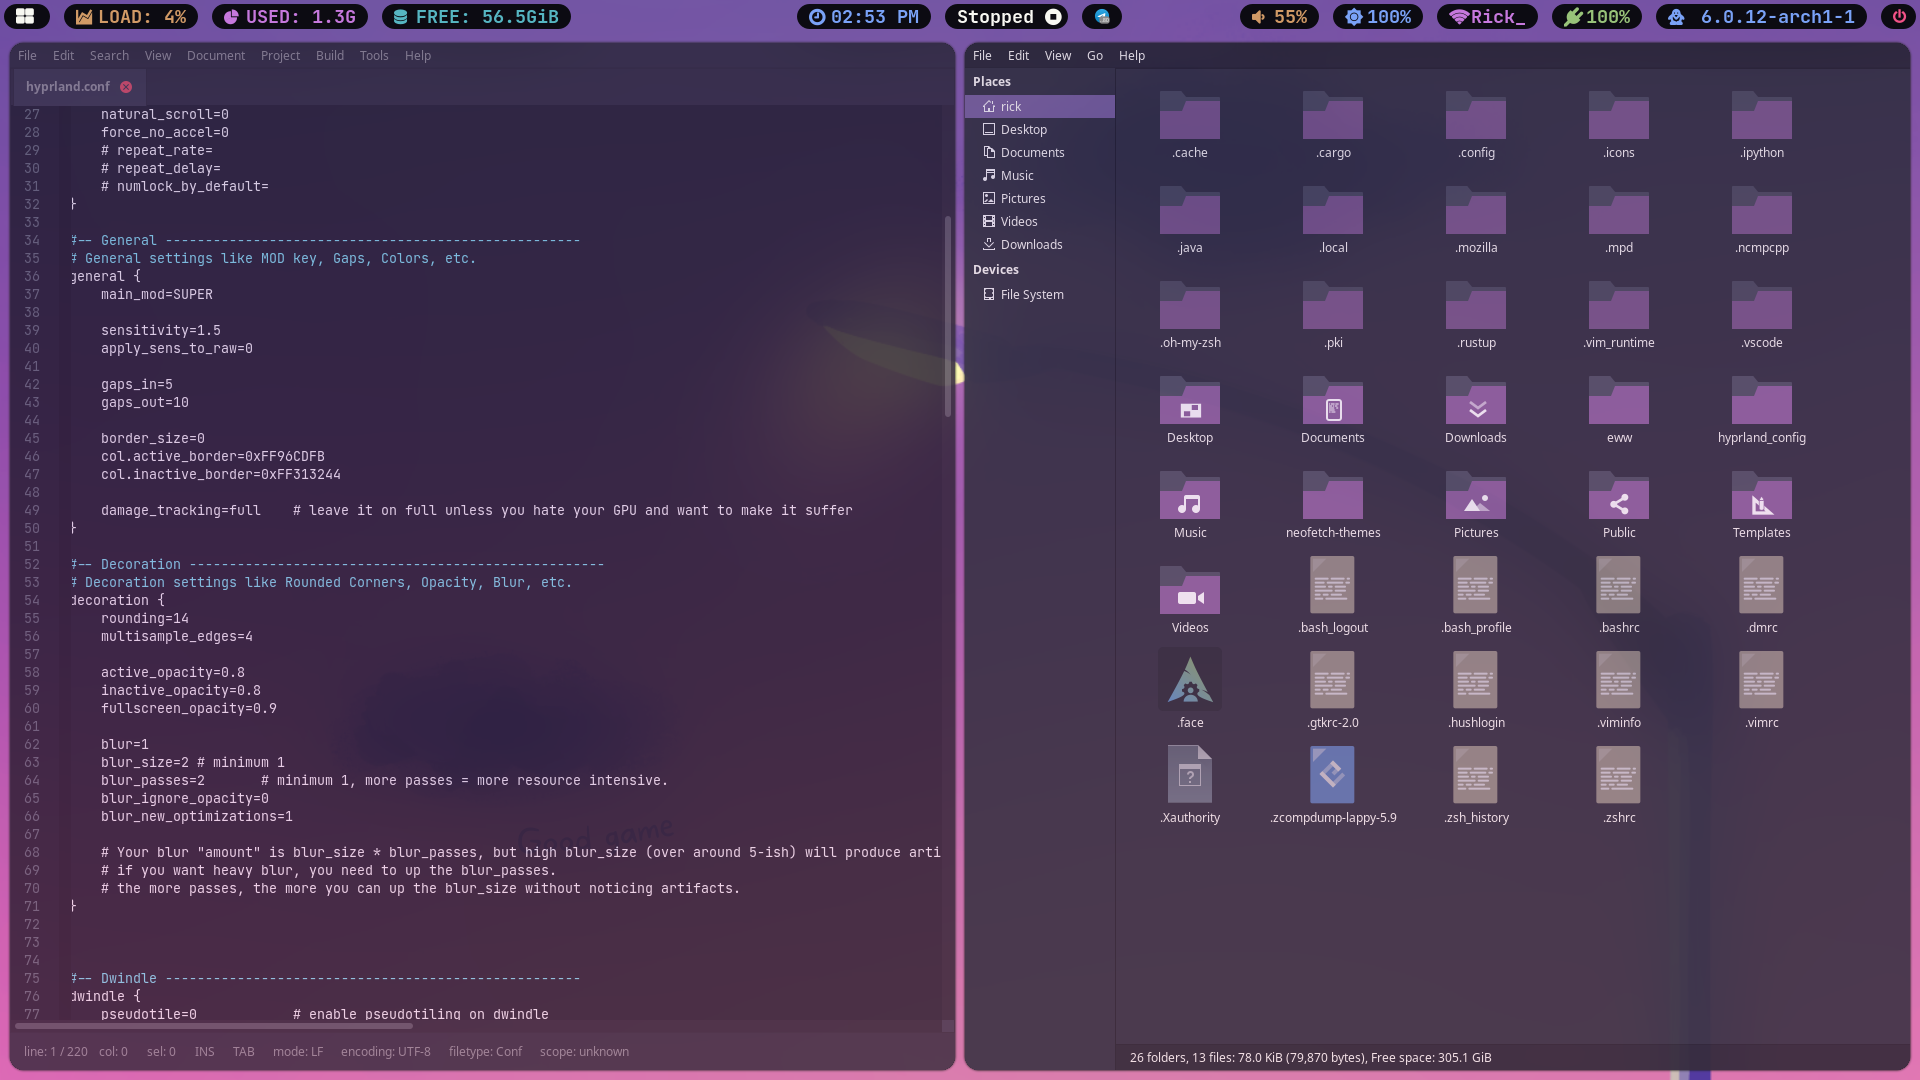 LOAD: 4% USED: 1.3G FREE: 56.5GiB 02:53 PM Stopped 55% 100% Rick_ 100% 6.0.12-arch1-1
File Edit Search View Document Project Build Tools Help
hyprland.conf
27 natural_scroll=0
28 force_no_accel=0
29 # repeat_rate=
30 # repeat_delay=
31 # numlock_by_default=
32 }
33
34 #-- General ----------------------------------------------------
35 # General settings like MOD key, Gaps, Colors, etc.
36 general {
37 main_mod=SUPER
38
39 sensitivity=1.5
40 apply_sens_to_raw=0
41
42 gaps_in=5
43 gaps_out=10
44
45 border_size=0
46 col.active_border=0xFF96CDFB
47 col.inactive_border=0xFF313244
48
49 damage_tracking=full # leave it on full unless you hate your GPU and want to make it suffer
50 }
51
52 #-- Decoration ----------------------------------------------------
53 # Decoration settings like Rounded Corners, Opacity, Blur, etc.
54 decoration {
55 rounding=14
56 multisample_edges=4
57
58 active_opacity=0.8
59 inactive_opacity=0.8
60 fullscreen_opacity=0.9
61
62 blur=1
63 blur_size=2 # minimum 1
64 blur_passes=2 # minimum 1, more passes = more resource intensive.
65 blur_ignore_opacity=0
66 blur_new_optimizations=1
67
Good game
68 # Your blur "amount" is blur_size * blur_passes, but high blur_size (over around 5-ish) will produce arti
69 # if you want heavy blur, you need to up the blur_passes.
70 # the more passes, the more you can up the blur_size without noticing artifacts.
71 }
72
73
74
75 #-- Dwindle ----------------------------------------------------
76 dwindle {
77 pseudotile=0 # enable pseudotiling on dwindle
line: 1 / 220 col: 0 sel: 0 INS TAB mode: LF encoding: UTF-8 filetype: Conf scope: unknown
File Edit View Go Help
Places
rick
Desktop
Documents
Music
Pictures
Videos
Downloads
Devices
File System
.cache .cargo .config .icons .ipython
.java .local .mozilla .mpd .ncmpcpp
.oh-my-zsh .pki .rustup .vim_runtime .vscode
Desktop Documents Downloads eww hyprland_config
Music neofetch-themes Pictures Public Templates
Videos .bash_logout .bash_profile .bashrc .dmrc
.face .gtkrc-2.0 .hushlogin .viminfo .vimrc
.Xauthority .zcompdump-lappy-5.9 .zsh_history .zshrc
26 folders, 13 files: 78.0 KiB (79,870 bytes), Free space: 305.1 GiB